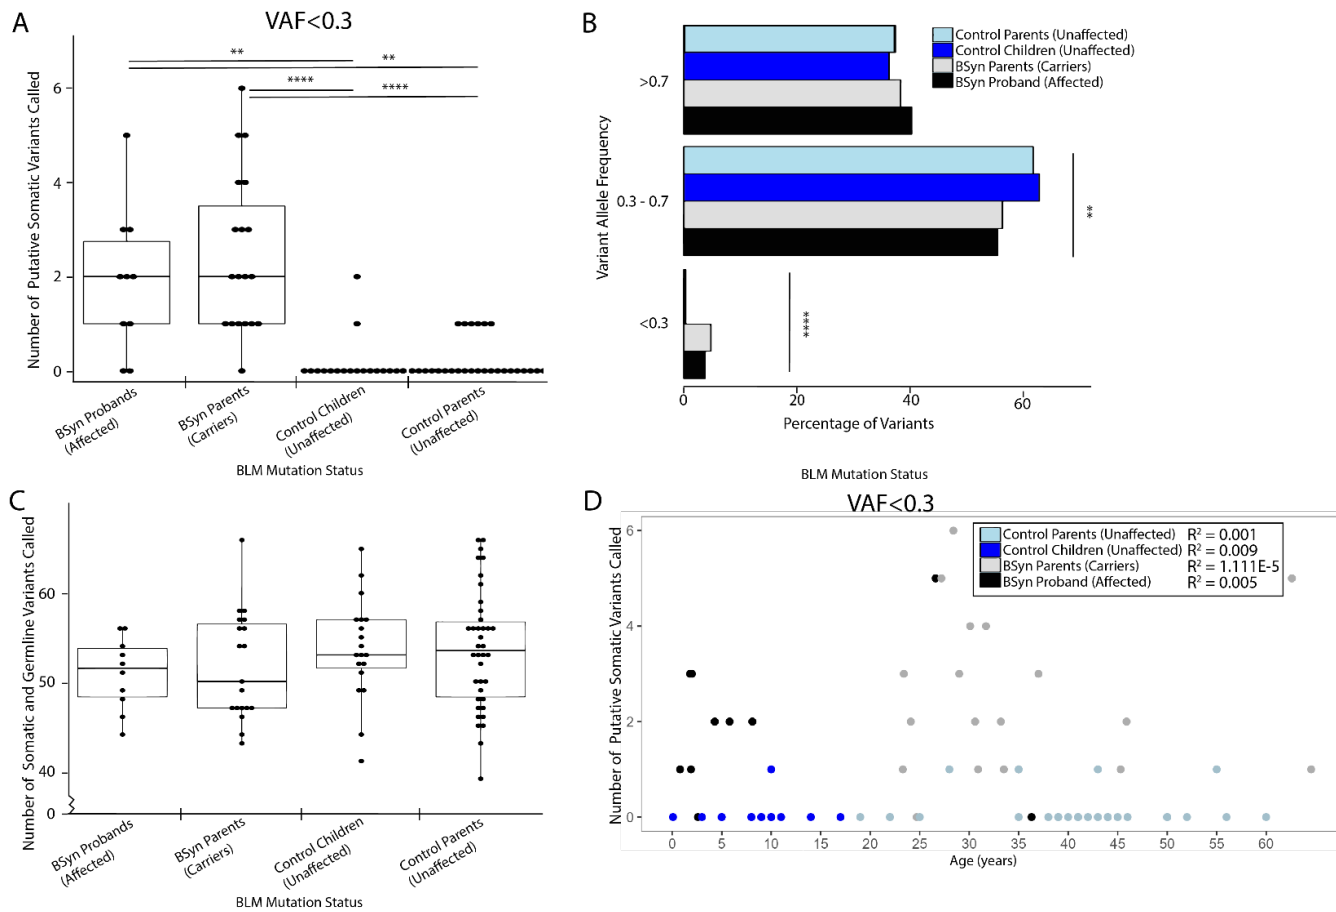 A
VAF<0.3
Number of Putative Somatic Variants Called
6
4
2
0
**
**
****
****
BSyn Probands
(Affected)
BSyn Parents
(Carriers)
Control Children
(Unaffected)
Control Parents
(Unaffected)
BLM Mutation Status
B
Control Parents (Unaffected)
Control Children (Unaffected)
BSyn Parents (Carriers)
BSyn Proband (Affected)
Variant Allele Frequency
>0.7
0.3 - 0.7
<0.3
**
****
0
20
40
60
Percentage of Variants
BLM Mutation Status
C
Number of Somatic and Germline Variants Called
60
50
40
0
BSyn Probands
(Affected)
BSyn Parents
(Carriers)
Control Children
(Unaffected)
Control Parents
(Unaffected)
BLM Mutation Status
D
VAF<0.3
Control Parents (Unaffected) R² = 0.001
Control Children (Unaffected) R² = 0.009
BSyn Parents (Carriers) R² = 1.111E-5
BSyn Proband (Affected) R² = 0.005
Number of Putative Somatic Variants Called
6
4
2
0
0 5 10 15 20 25 30 35 40 45 50 55 60
Age (years)